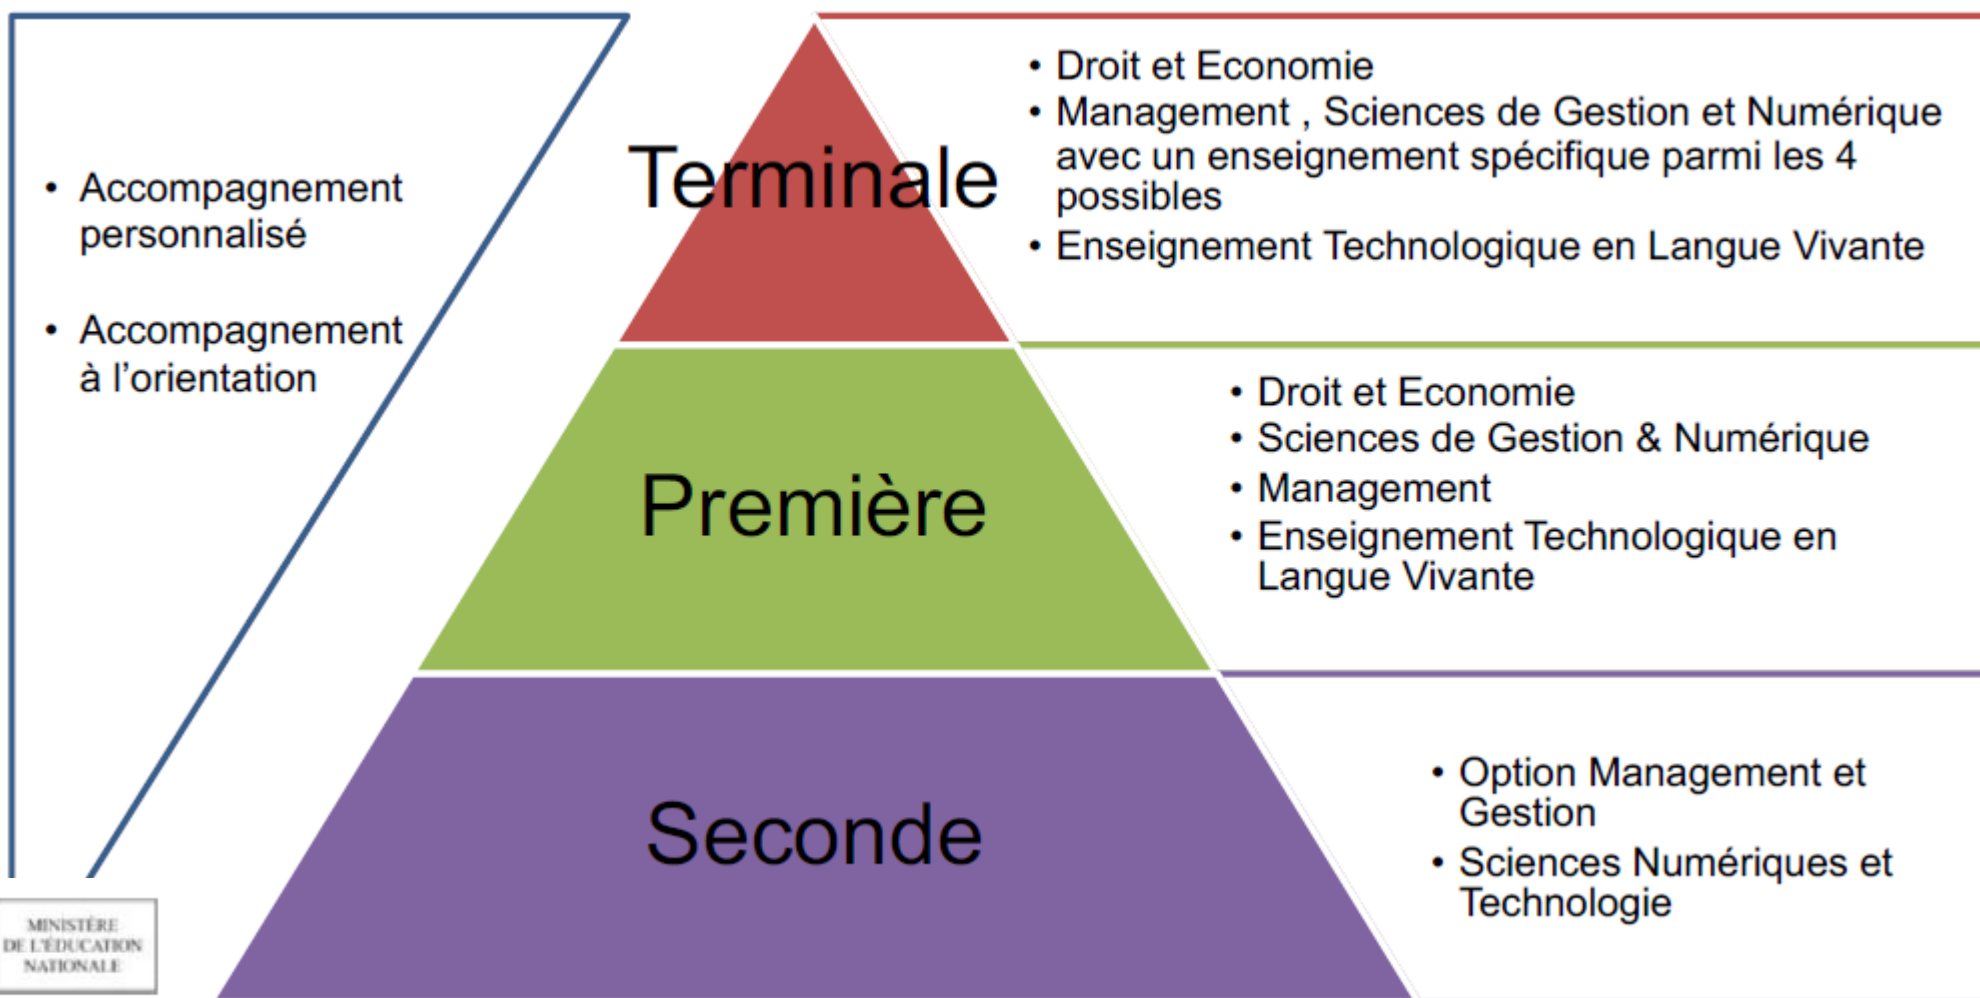 • Accompagnement
personnalisé
• Accompagnement
à l’orientation
Terminale
• Droit et Economie
• Management , Sciences de Gestion et Numérique
avec un enseignement spécifique parmi les 4
possibles
• Enseignement Technologique en Langue Vivante
Première
• Droit et Economie
• Sciences de Gestion & Numérique
• Management
• Enseignement Technologique en
Langue Vivante
Seconde
• Option Management et
Gestion
• Sciences Numériques et
Technologie
MINISTÈRE
DE L'ÉDUCATION
NATIONALE